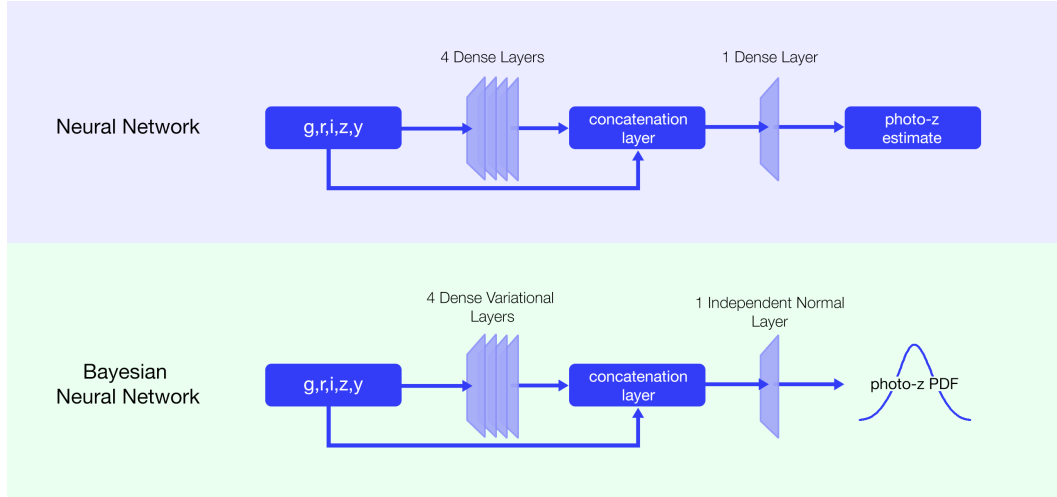 4 Dense Layers
1 Dense Layer
Neural Network
g,r,i,z,y
concatenation
layer
photo-z
estimate
4 Dense Variational
Layers
1 Independent Normal
Layer
Bayesian
Neural Network
g,r,i,z,y
concatenation
layer
photo-z PDF